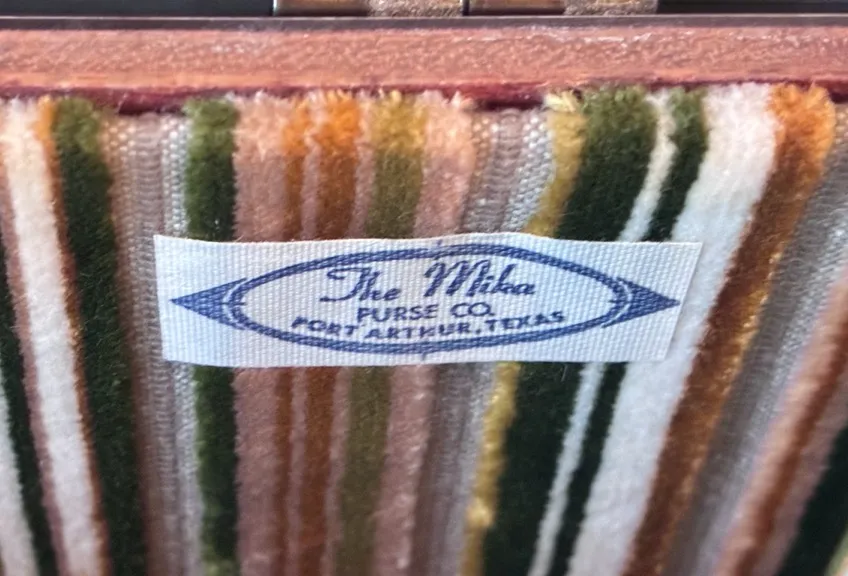 The Mika
PURSE CO.
PORT ARTHUR, TEXAS